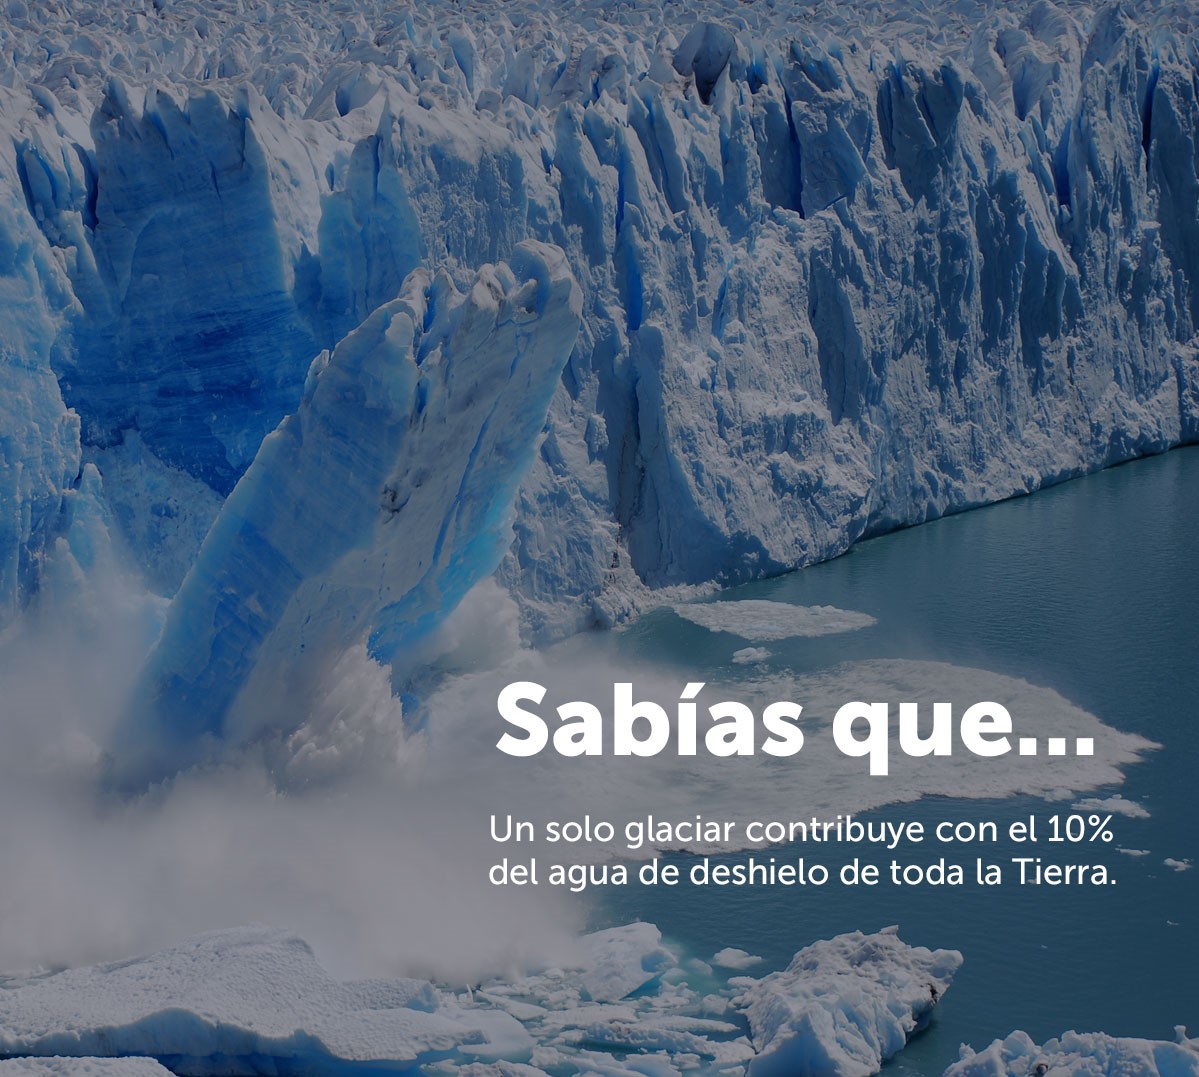 Sabías que...
Un solo glaciar contribuye con el 10%
del agua de deshielo de toda la Tierra.